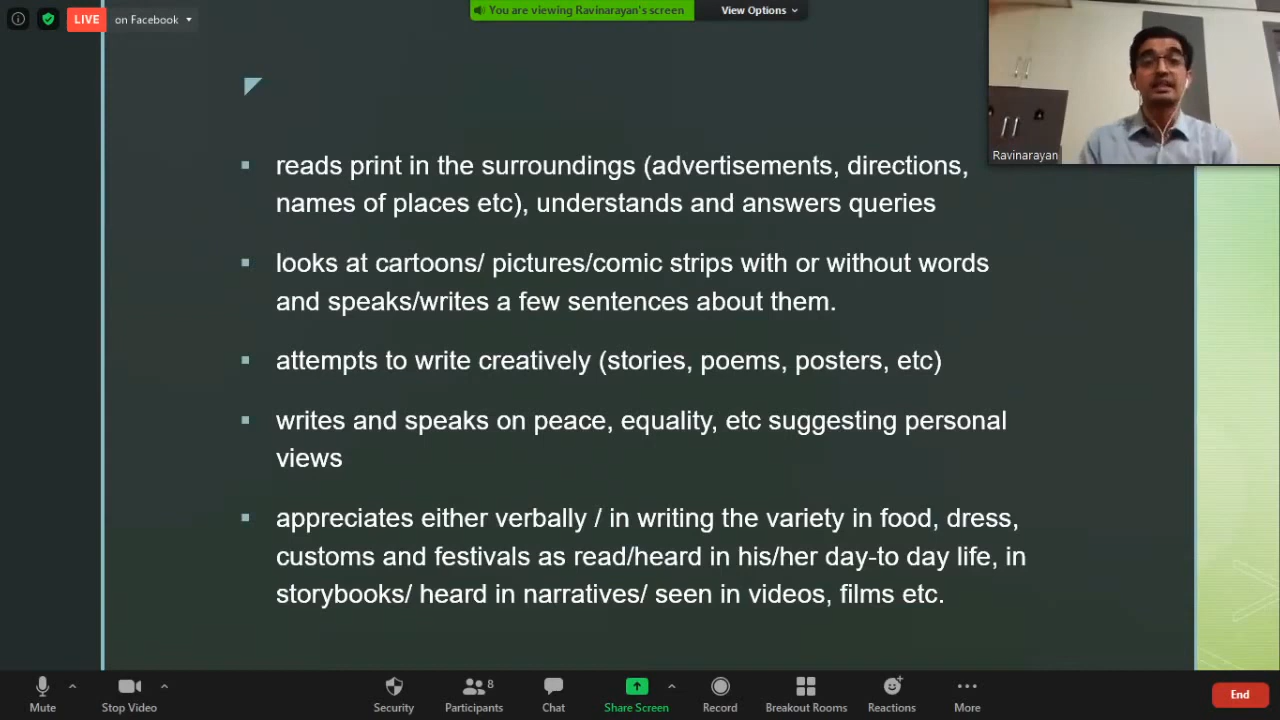 LIVE
on Facebook
You are viewing Ravinarayan's screen
View Options
Ravinarayan
reads print in the surroundings (advertisements, directions,
names of places etc), understands and answers queries
looks at cartoons/ pictures/comic strips with or without words
and speaks/writes a few sentences about them.
attempts to write creatively (stories, poems, posters, etc)
writes and speaks on peace, equality, etc suggesting personal
views
appreciates either verbally / in writing the variety in food, dress,
customs and festivals as read/heard in his/her day-to day life, in
storybooks/ heard in narratives/ seen in videos, films etc.
Mute
Stop Video
Security
Participants
8
Chat
Share Screen
Record
Breakout Rooms
Reactions
More
End